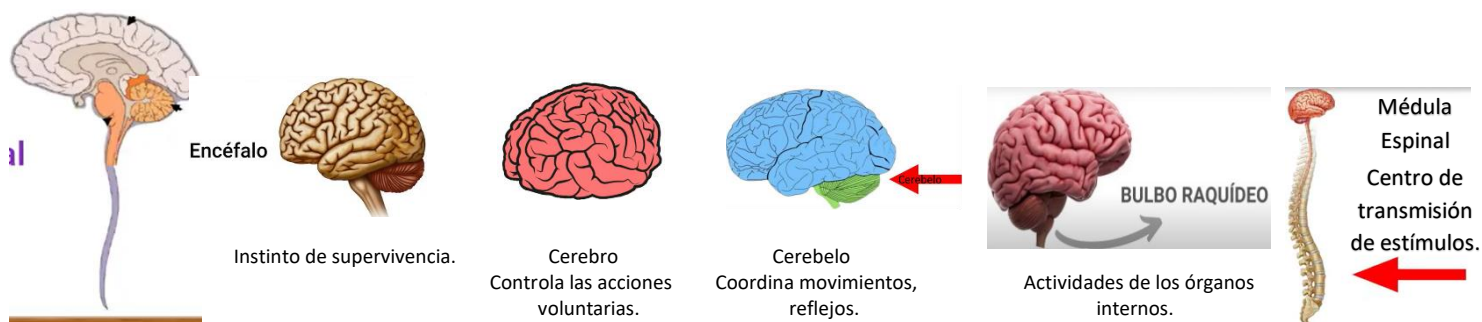 al
Encéfalo
Instinto de supervivencia.
Cerebro
Controla las acciones
voluntarias.
Cerebelo
Cerebelo
Coordina movimientos,
reflejos.
BULBO RAQUÍDEO
Actividades de los órganos
internos.
Médula
Espinal
Centro de
transmisión
de estímulos.